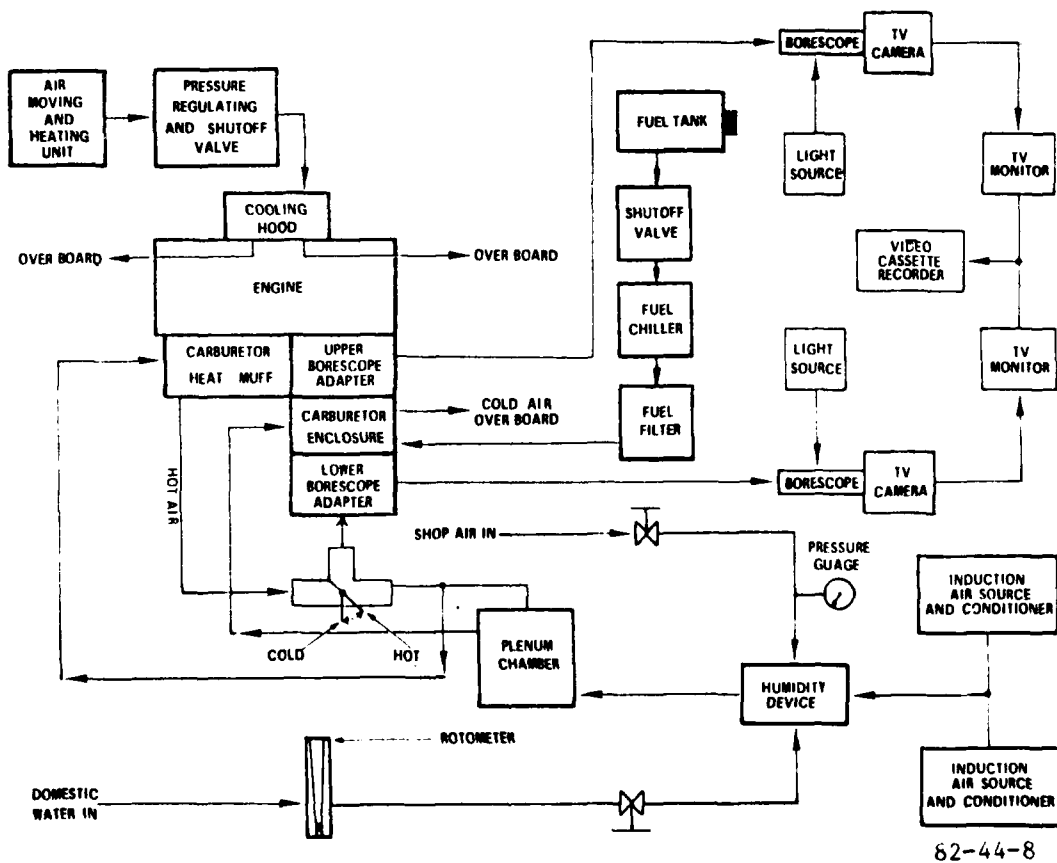 BORESCOPE
TV
CAMERA
AIR
MOVING
AND
HEATING
UNIT
PRESSURE
REGULATING
AND SHUTOFF
VALVE
FUEL TANK
LIGHT
SOURCE
TV
MONITOR
COOLING
HOOD
SHUTOFF
VALVE
OVER BOARD
OVER BOARD
VIDEO
CASSETTE
RECORDER
ENGINE
FUEL
CHILLER
CARBURETOR
HEAT MUFF
UPPER
BORESCOPE
ADAPTER
LIGHT
SOURCE
TV
MONITOR
CARBURETOR
ENCLOSURE
COLD AIR
OVER BOARD
FUEL
FILTER
HOT AIR
LOWER
BORESCOPE
ADAPTER
BORESCOPE
TV
CAMERA
SHOP AIR IN
PRESSURE
GUAGE
INDUCTION
AIR SOURCE
AND CONDITIONER
COLD
HOT
PLENUM
CHAMBER
HUMIDITY
DEVICE
ROTOMETER
DOMESTIC
WATER IN
INDUCTION
AIR SOURCE
AND CONDITIONER
82-44-8